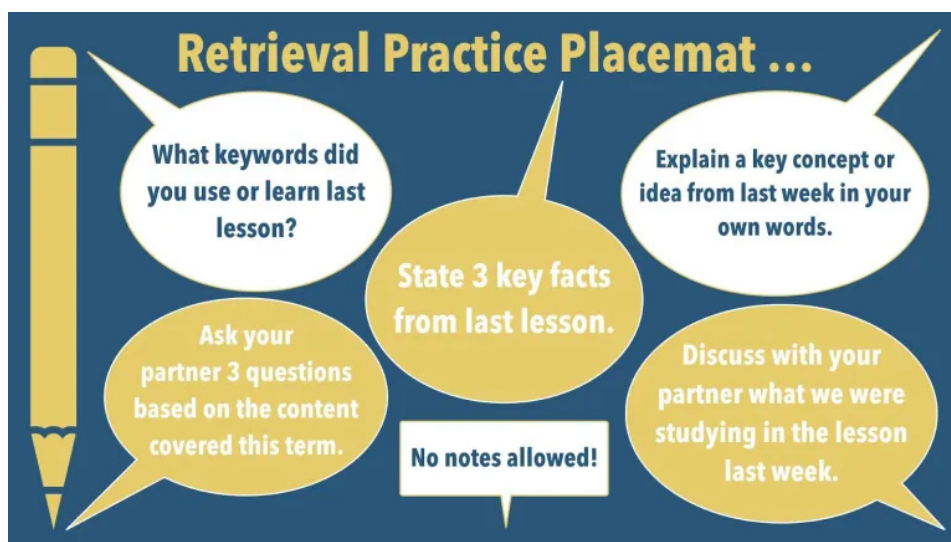 Retrieval Practice Placemat ...
What keywords did
you use or learn last
lesson?
State 3 key facts
from last lesson.
Explain a key concept or
idea from last week in your
own words.
Ask your
partner 3 questions
based on the content
covered this term.
No notes allowed!
Discuss with your
partner what we were
studying in the lesson
last week.